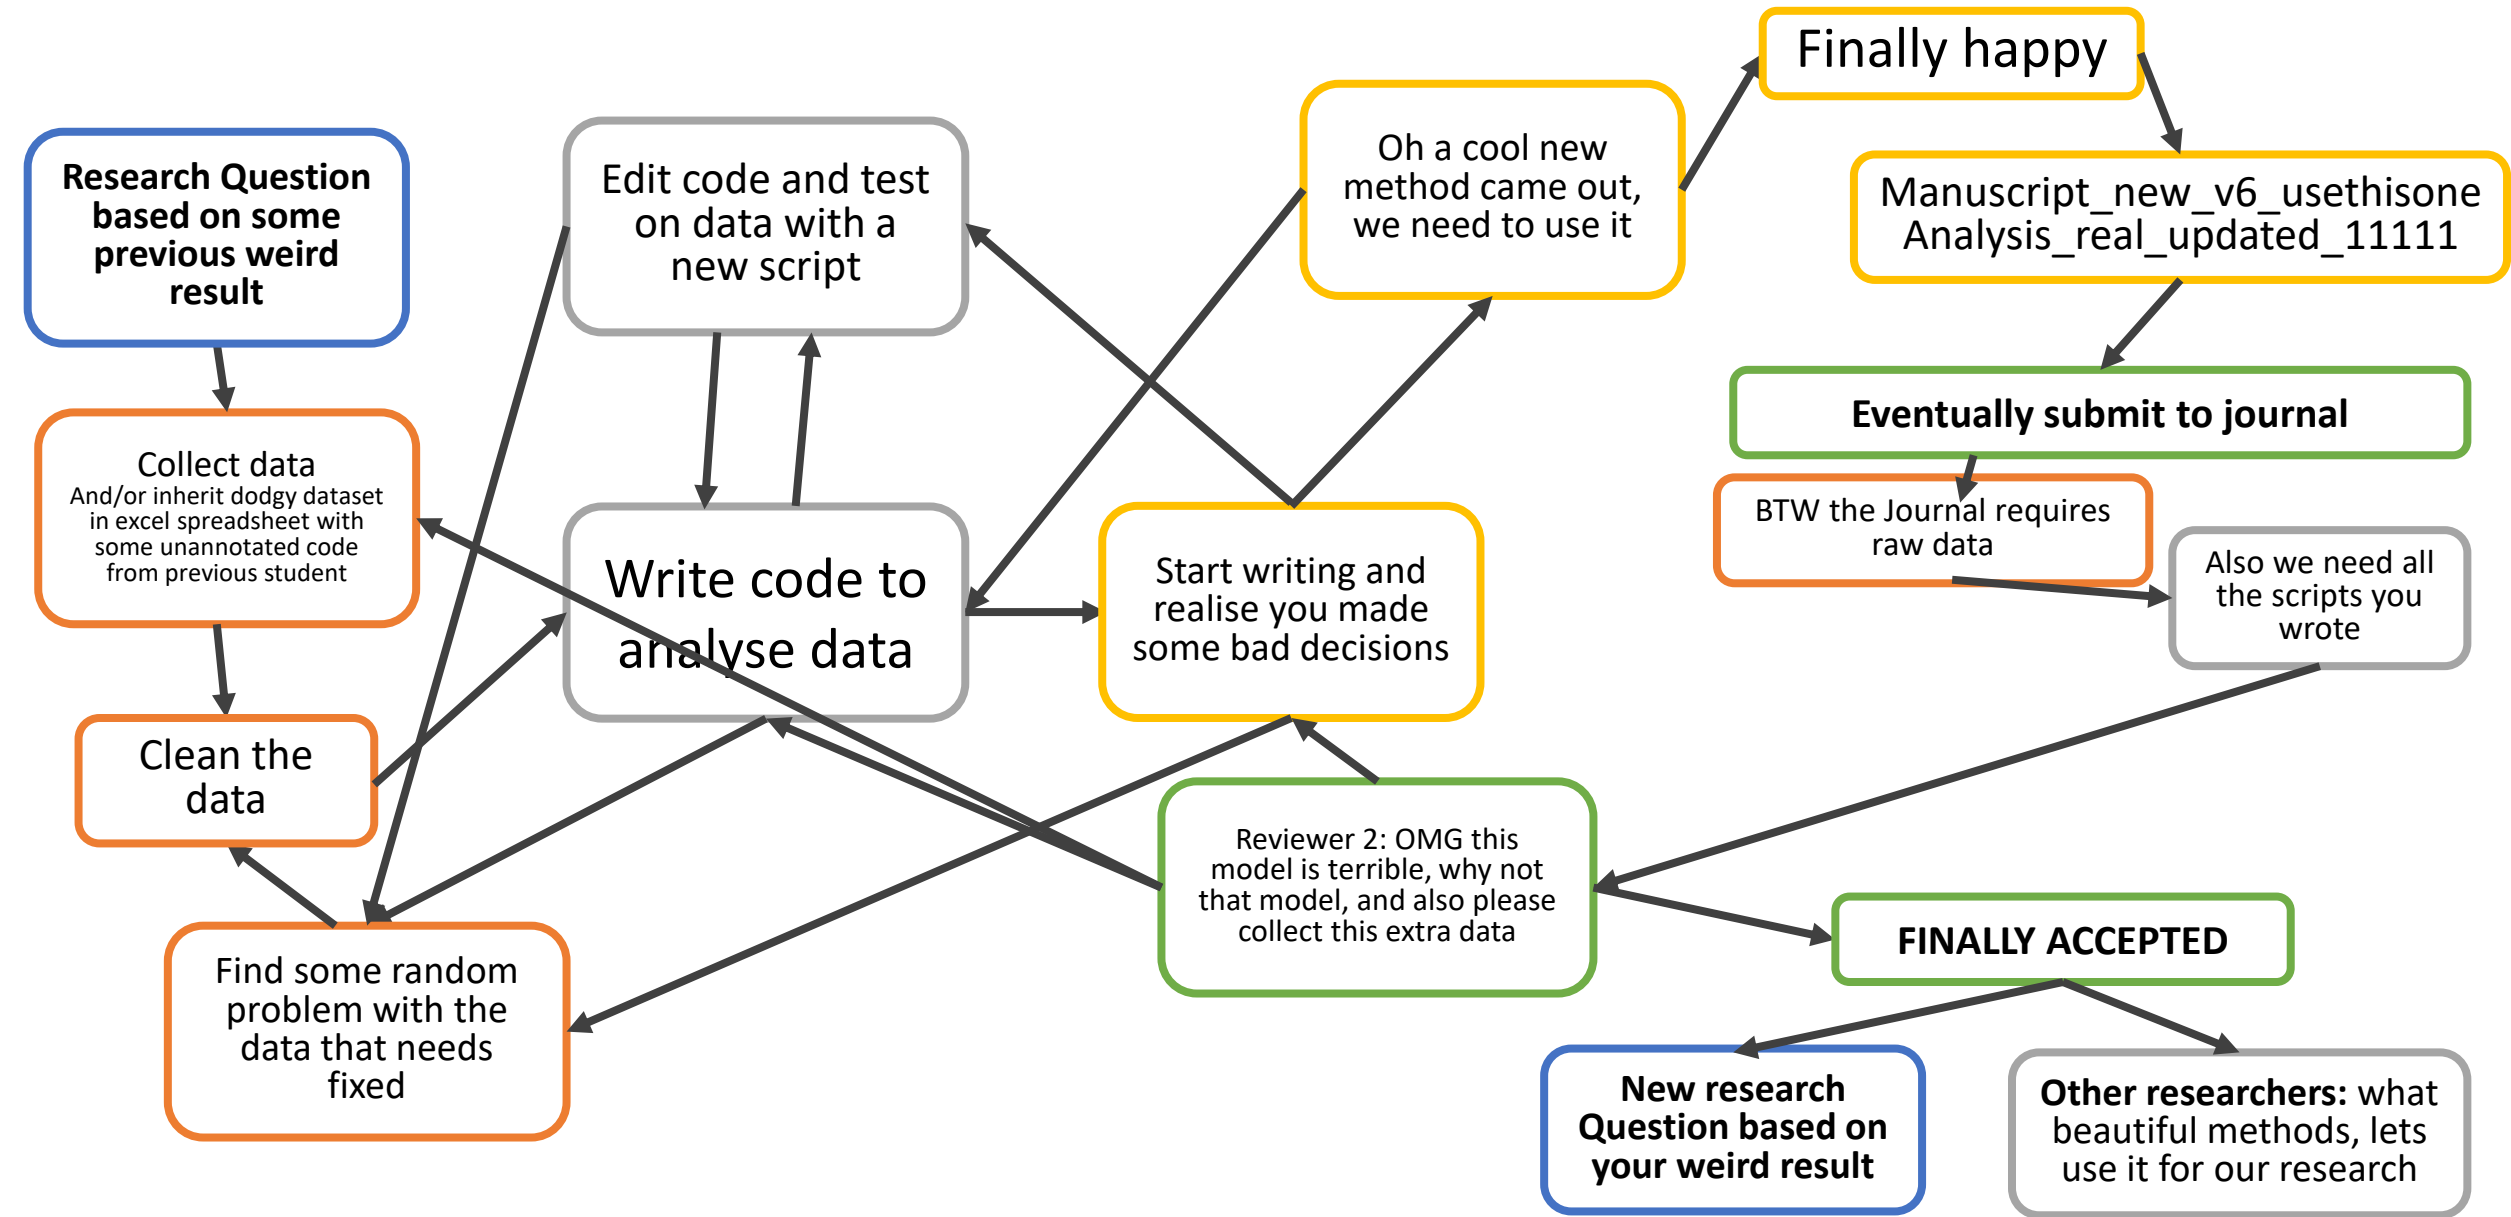 Research Question
based on some
previous weird
result
Collect data
And/or inherit dodgy dataset
in excel spreadsheet with
some unannotated code
from previous student
Clean the
data
Find some random
problem with the
data that needs
fixed
Edit code and test
on data with a
new script
Write code to
analyse data
Start writing and
realise you made
some bad decisions
Oh a cool new
method came out,
we need to use it
Finally happy
Manuscript_new_v6_usethisone
Analysis_real_updated_11111
Eventually submit to journal
BTW the Journal requires
raw data
Also we need all
the scripts you
wrote
Reviewer 2: OMG this
model is terrible, why not
that model, and also please
collect this extra data
FINALLY ACCEPTED
New research
Question based on
your weird result
Other researchers: what
beautiful methods, lets
use it for our research